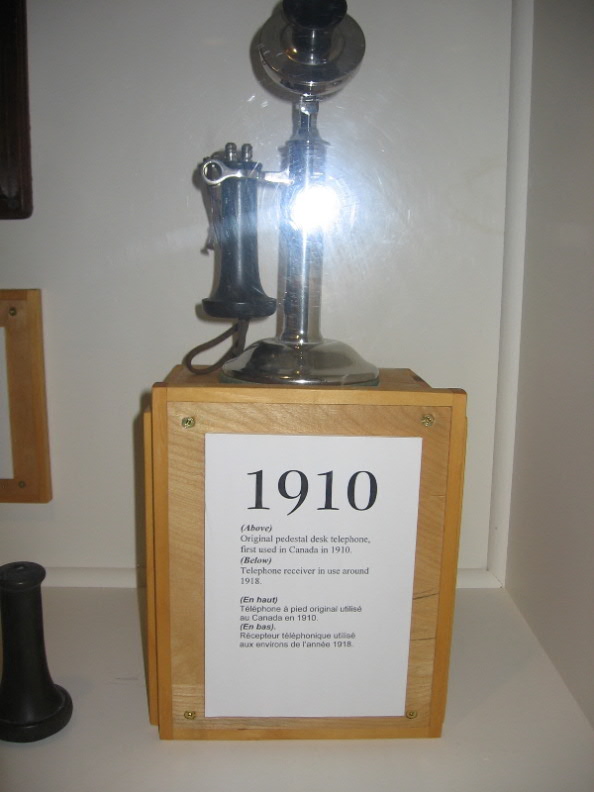 1910
(Above)
Original pedestal desk telephone,
first used in Canada in 1910.
(Below)
Telephone receiver in use around
1918.
(En haut)
Téléphone à pied original utilisé
au Canada en 1910.
(En bas).
Récepteur téléphonique utilisé
aux environs de l'année 1918.